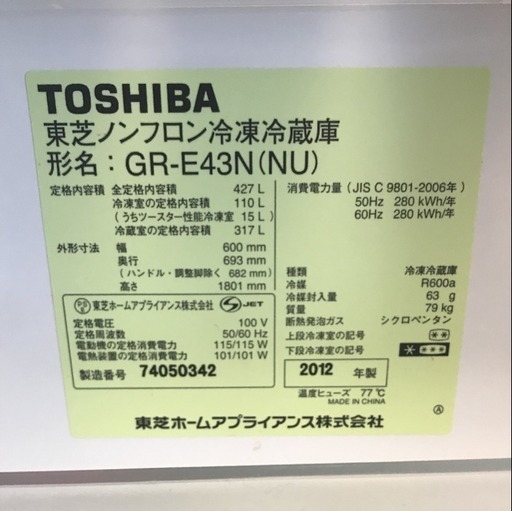 TOSHIBA
東芝ノンフロン冷凍冷蔵庫
形名：GR-E43N(NU)
定格内容積 全定格内容積 427 L
冷凍室の定格内容積 110 L
(うちツースター性能冷凍室 15 L)
冷蔵室の定格内容積 317 L
外形寸法 幅 600 mm
奥行 693 mm
(ハンドル・調整脚除く 682 mm)
高さ 1801 mm
東芝ホームアプライアンス株式会社 S JET
定格電圧 100 V
定格周波数 50/60 Hz
電動機の定格消費電力 115/115 W
電熱装置の定格消費電力 101/101 W
製造番号 74050342
消費電力量 (JIS C 9801-2006年)
50Hz 280 kWh/年
60Hz 280 kWh/年
種類 冷凍冷蔵庫
冷媒 R600a
冷媒封入量 63 g
質量 79 kg
断熱発泡ガス シクロペンタン
上段冷凍室の記号 **
下段冷凍室の記号 * ***
2012 年製
温度ヒューズ 77℃
MADE IN CHINA
東芝ホームアプライアンス株式会社
Ⓐ